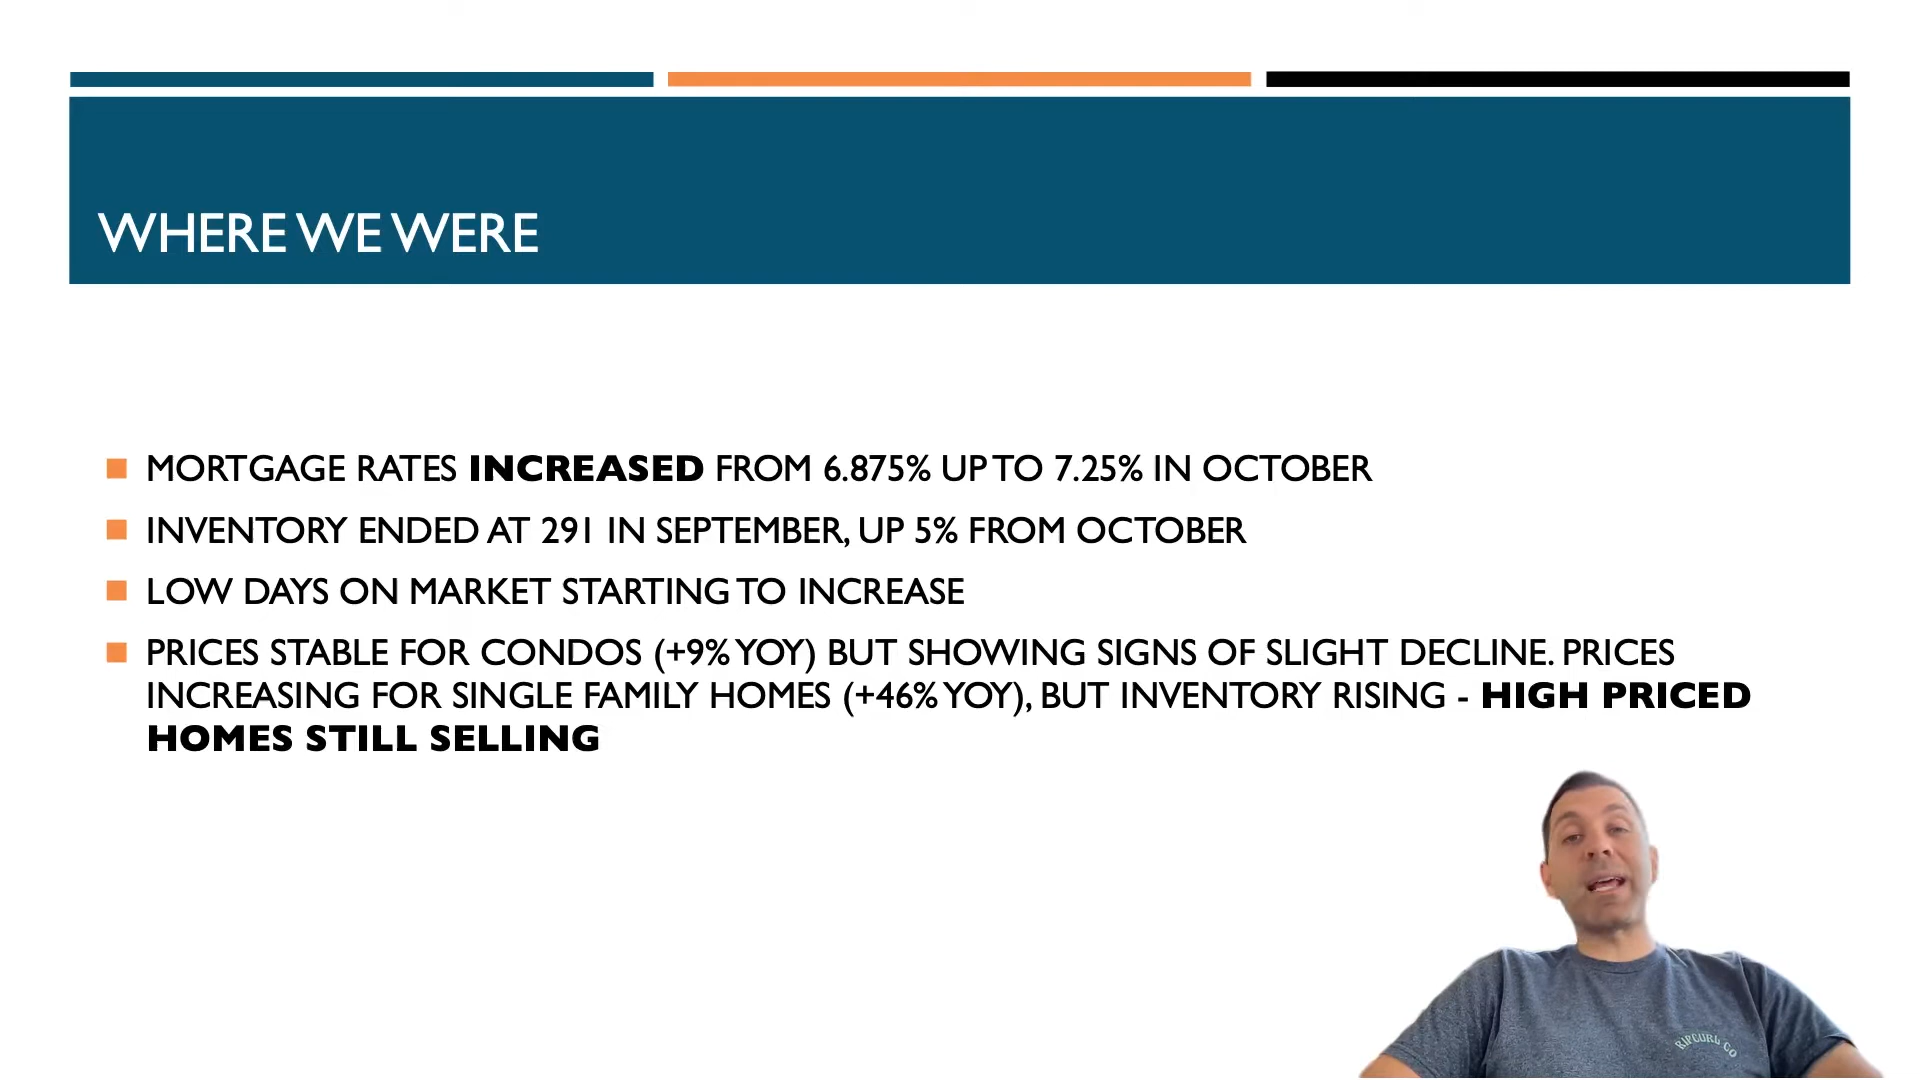 WHERE WE WERE
MORTGAGE RATES INCREASED FROM 6.875% UP TO 7.25% IN OCTOBER
INVENTORY ENDED AT 291 IN SEPTEMBER, UP 5% FROM OCTOBER
LOW DAYS ON MARKET STARTING TO INCREASE
PRICES STABLE FOR CONDOS (+9% YOY) BUT SHOWING SIGNS OF SLIGHT DECLINE. PRICES
INCREASING FOR SINGLE FAMILY HOMES (+46% YOY), BUT INVENTORY RISING - HIGH PRICED
HOMES STILL SELLING
RIPCURL CO